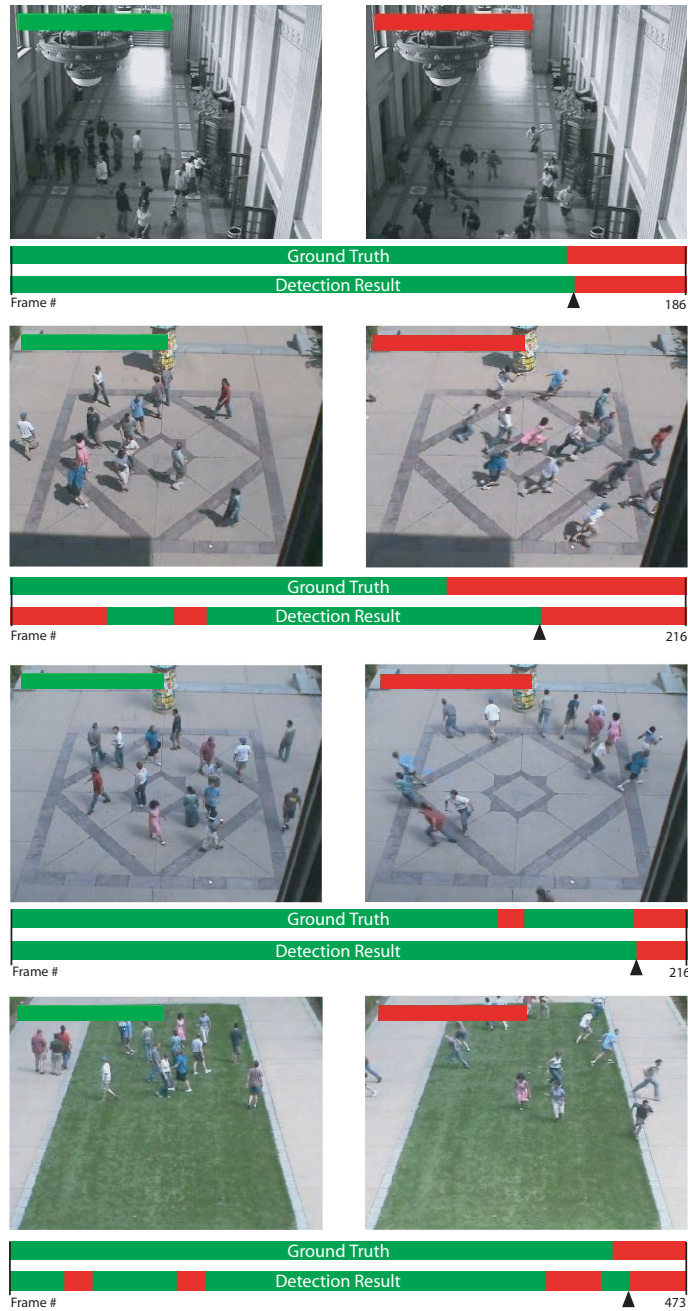 Ground Truth
Detection Result
Frame #
186
Ground Truth
Detection Result
Frame #
216
Ground Truth
Detection Result
Frame #
216
Ground Truth
Detection Result
Frame #
473